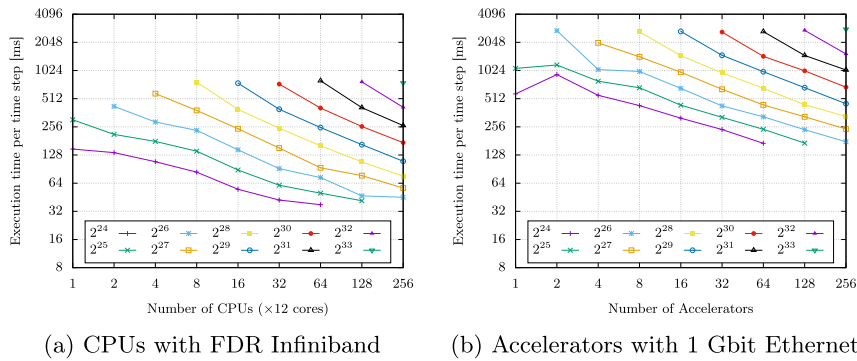 Execution time per time step [ms]
4096
2048
1024
512
256
128
64
32
16
8
2^24 2^26 2^28 2^30 2^32
2^25 2^27 2^29 2^31 2^33
1 2 4 8 16 32 64 128 256
Number of CPUs (×12 cores)
(a) CPUs with FDR Infiniband
Execution time per time step [ms]
4096
2048
1024
512
256
128
64
32
16
8
2^24 2^26 2^28 2^30 2^32
2^25 2^27 2^29 2^31 2^33
1 2 4 8 16 32 64 128 256
Number of Accelerators
(b) Accelerators with 1 Gbit Ethernet